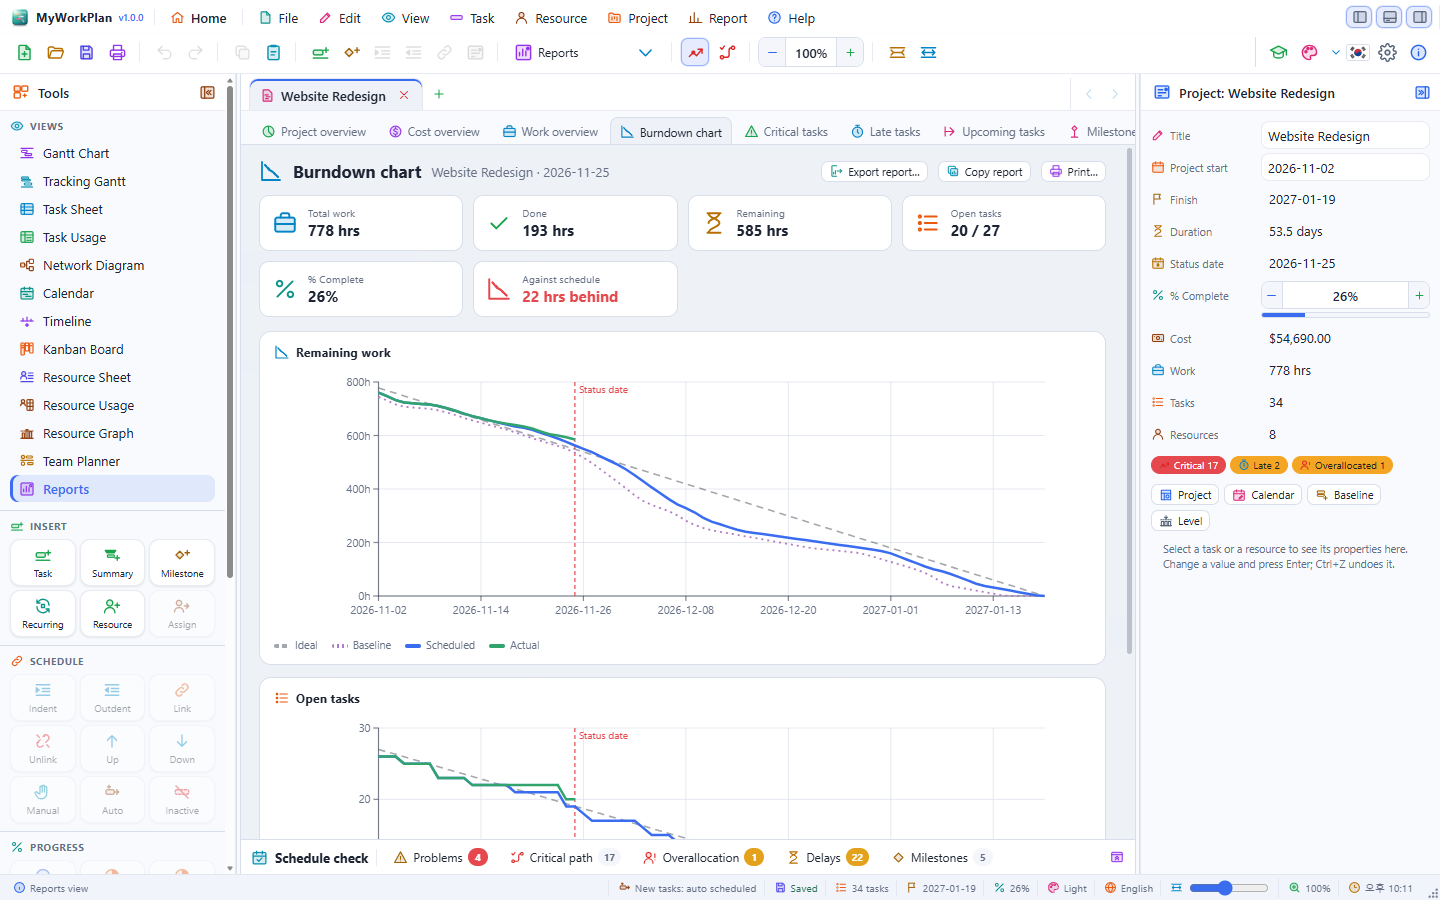 MyWorkPlan v1.0.0
Home File Edit View Task Resource Project Report Help
Reports 100%
Tools
VIEWS
Gantt Chart
Tracking Gantt
Task Sheet
Task Usage
Network Diagram
Calendar
Timeline
Kanban Board
Resource Sheet
Resource Usage
Resource Graph
Team Planner
Reports
INSERT
Task Summary Milestone
Recurring Resource Assign
SCHEDULE
Indent Outdent Link
Unlink Up Down
Manual Auto Inactive
PROGRESS
Website Redesign
Project overview Cost overview Work overview Burndown chart Critical tasks Late tasks Upcoming tasks Milestone
Burndown chart Website Redesign · 2026-11-25
Export report... Copy report Print...
Total work
778 hrs
Done
193 hrs
Remaining
585 hrs
Open tasks
20 / 27
% Complete
26%
Against schedule
22 hrs behind
Remaining work
800h
600h
400h
200h
0h
Status date
2026-11-02 2026-11-14 2026-11-26 2026-12-08 2026-12-20 2027-01-01 2027-01-13
Ideal Baseline Scheduled Actual
Open tasks
30
20
Status date
Schedule check Problems 4 Critical path 17 Overallocation 1 Delays 22 Milestones 5
Project: Website Redesign
Title Website Redesign
Project start 2026-11-02
Finish 2027-01-19
Duration 53.5 days
Status date 2026-11-25
% Complete − 26% +
Cost $54,690.00
Work 778 hrs
Tasks 34
Resources 8
Critical 17 Late 2 Overallocated 1
Project Calendar Baseline
Level
Select a task or a resource to see its properties here.
Change a value and press Enter; Ctrl+Z undoes it.
Reports view
New tasks: auto scheduled Saved 34 tasks 2027-01-19 26% Light English 100% 오후 10:11